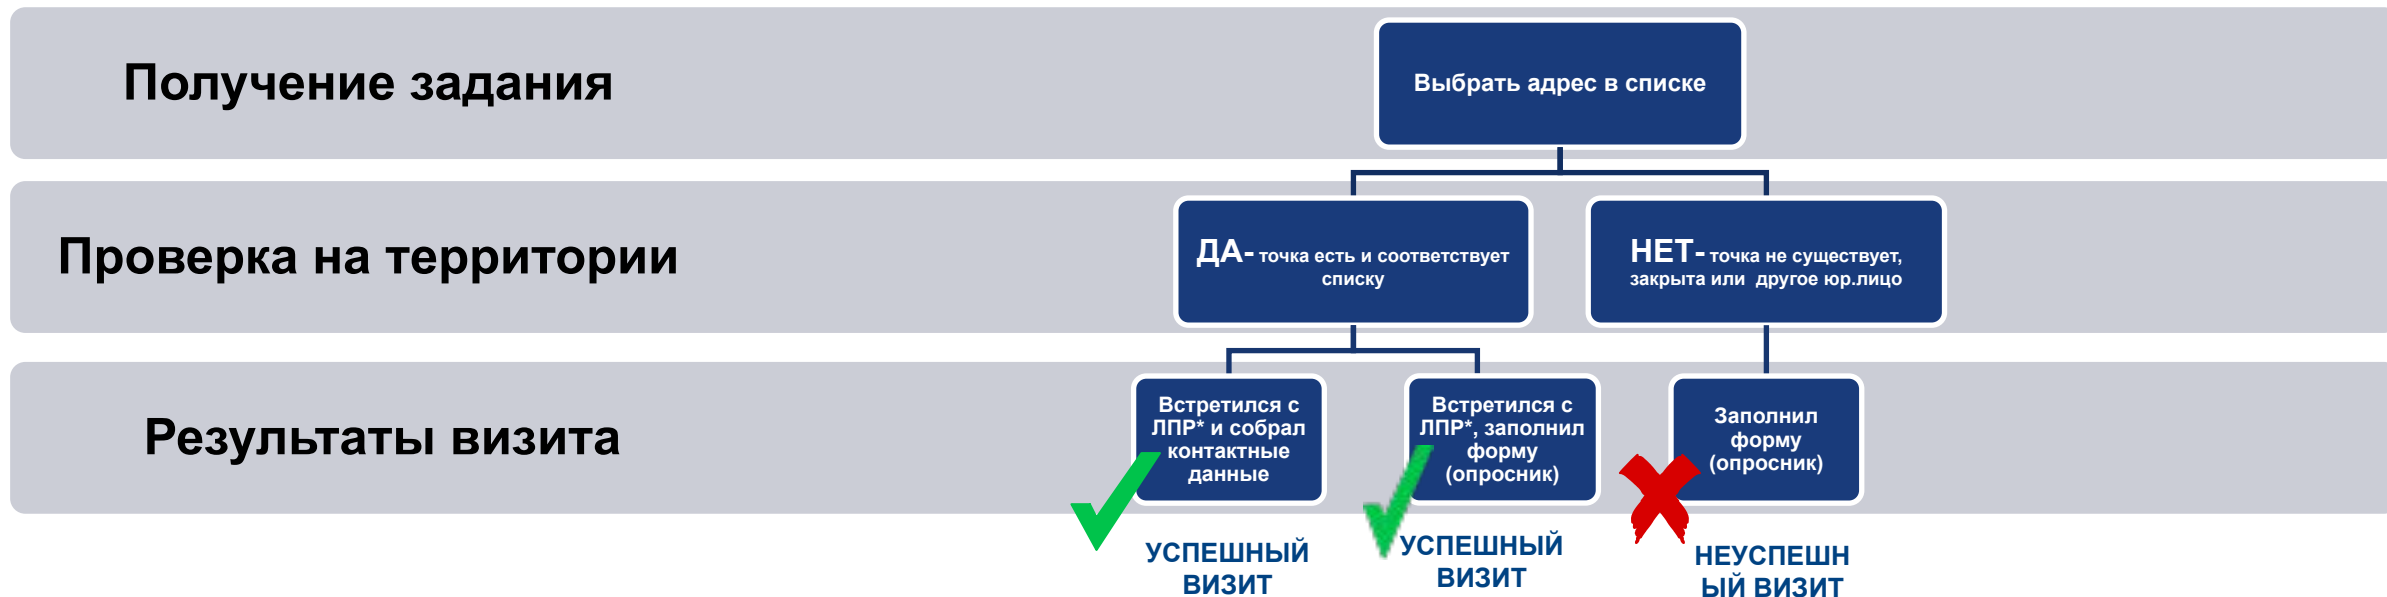 Получение задания
Выбрать адрес в списке
Проверка на территории
ДА- точка есть и соответствует
списку
НЕТ- точка не существует,
закрыта или другое юр.лицо
Результаты визита
Встретился с
ЛПР* и собрал
контактные
данные
Встретился с
ЛПР*, заполнил
форму
(опросник)
Заполнил
форму
(опросник)
УСПЕШНЫЙ
ВИЗИТ
УСПЕШНЫЙ
ВИЗИТ
НЕУСПЕШН
ЫЙ ВИЗИТ